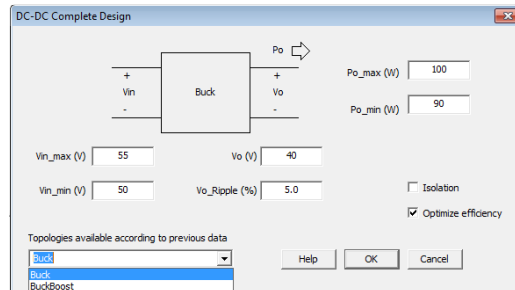 DC-DC Complete Design
Po
+ +
Vin Buck Vo
- -
Po_max (W) 100
Po_min (W) 90
Vin_max (V) 55 Vo (V) 40
Vin_min (V) 50 Vo_Ripple (%) 5.0
Isolation
Optimize efficiency
Topologies available according to previous data
Buck Help OK Cancel
Buck
BuckBoost